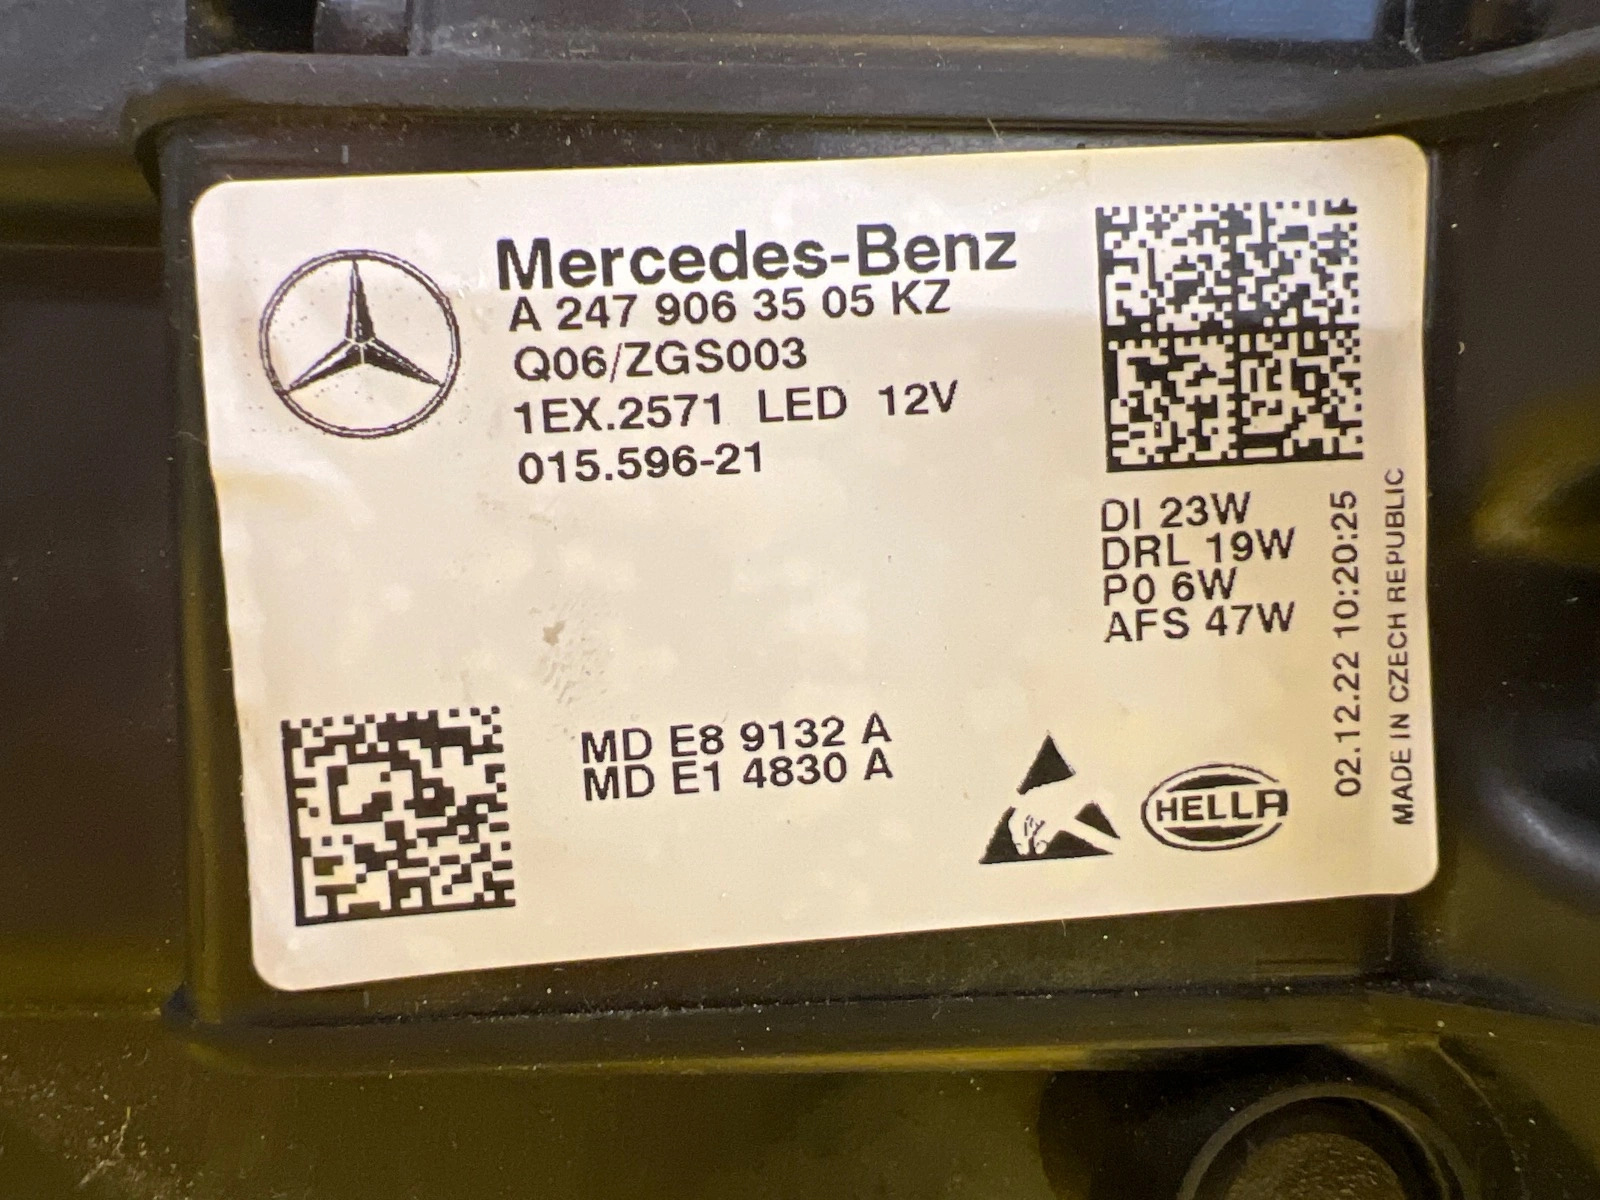 Mercedes-Benz
A 247 906 35 05 KZ
Q06/ZGS003
1EX.2571 LED 12V
015.596-21
DI 23W
DRL 19W
PO 6W
AFS 47W
02.12.22 10:20:25
MADE IN CZECH REPUBLIC
MD E8 9132 A
MD E1 4830 A
HELLA